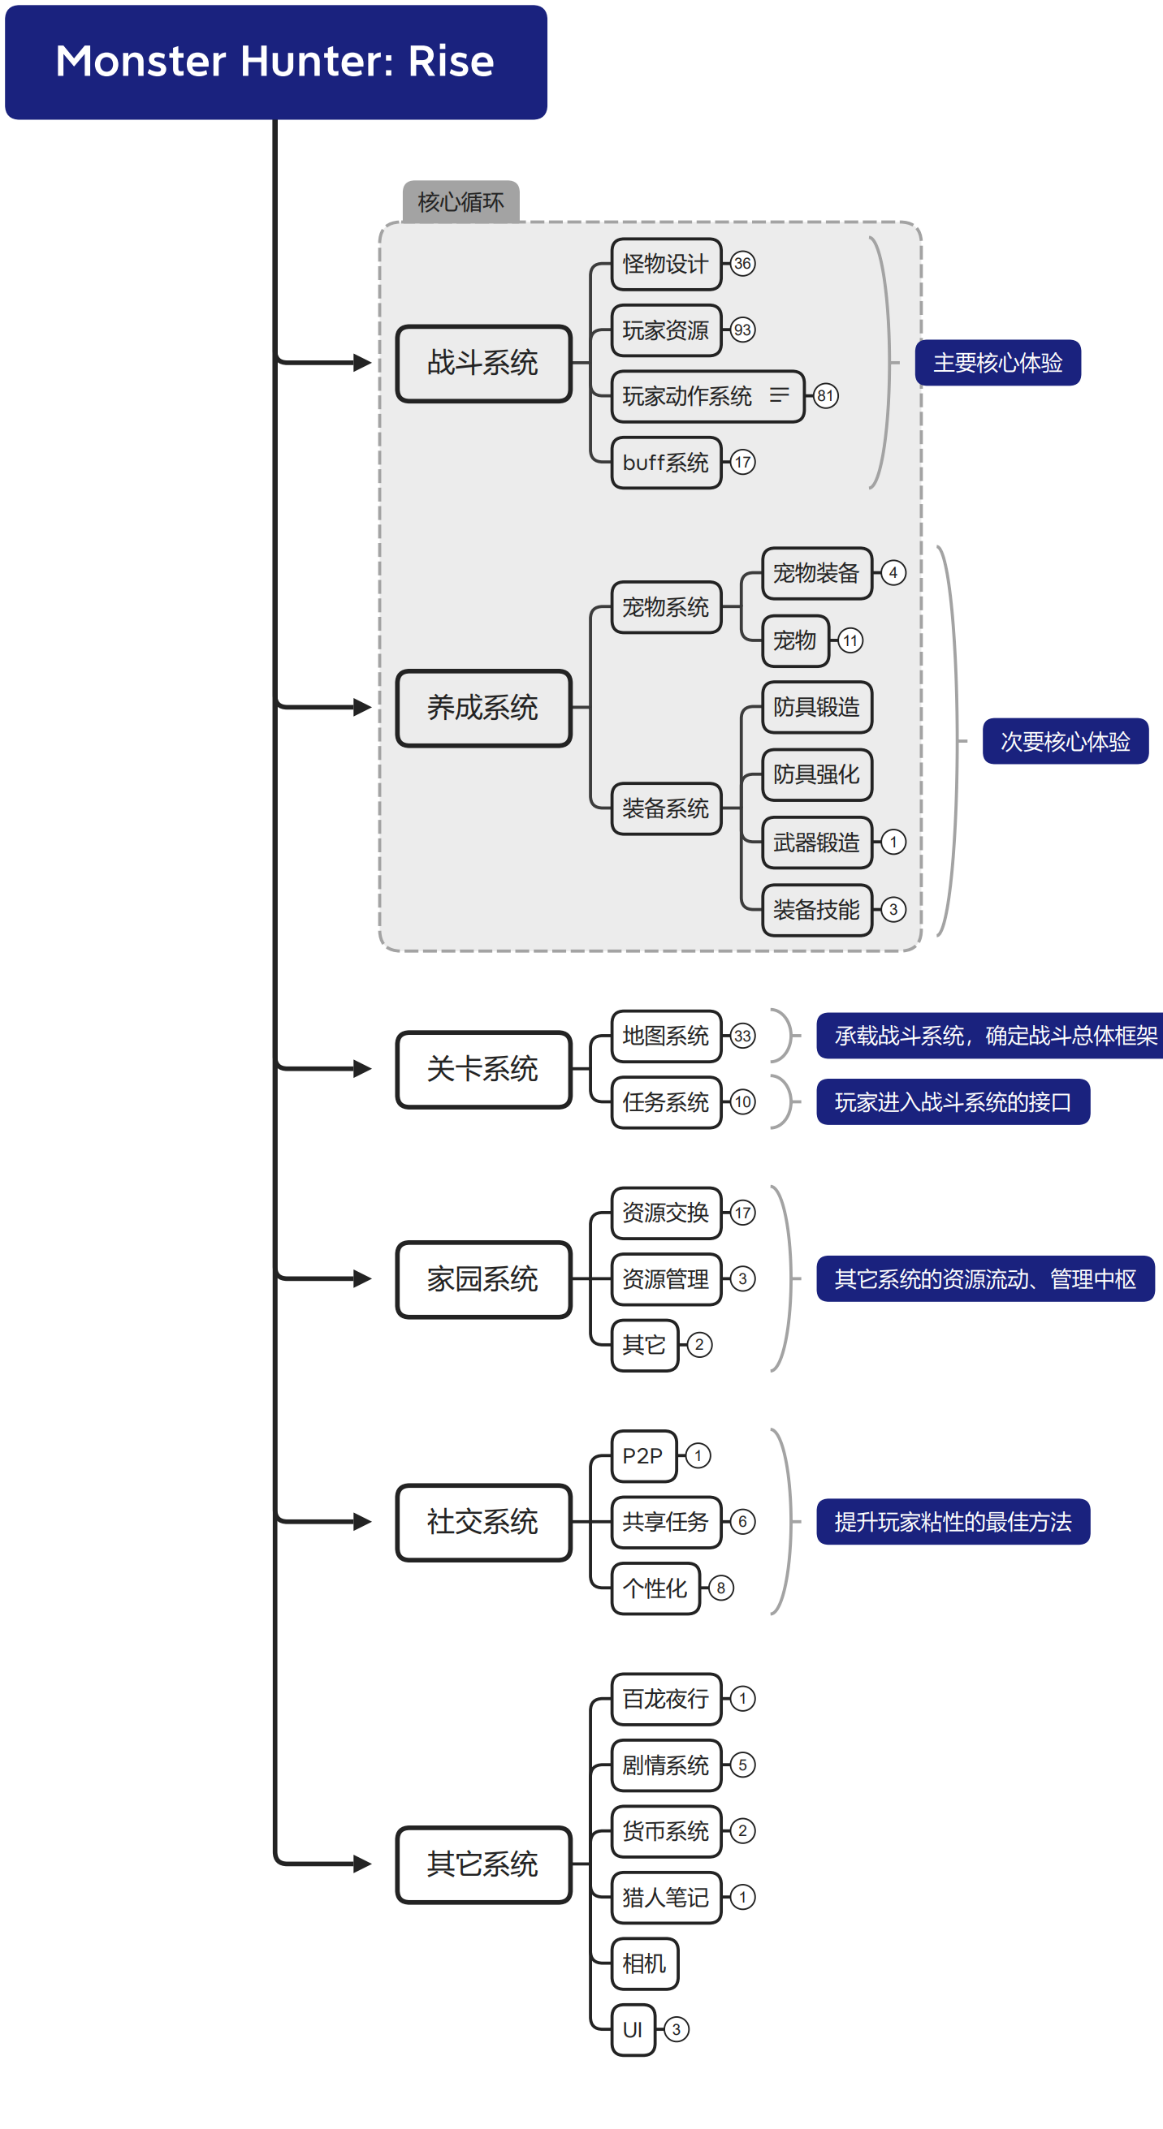 Monster Hunter: Rise
核心循环
战斗系统
怪物设计
36
玩家资源
93
玩家动作系统
81
buff系统
17
主要核心体验
养成系统
宠物系统
宠物装备
4
宠物
11
装备系统
防具锻造
防具强化
武器锻造
1
装备技能
3
次要核心体验
关卡系统
地图系统
33
承载战斗系统，确定战斗总体框架
任务系统
10
玩家进入战斗系统的接口
家园系统
资源交换
17
资源管理
3
其它
2
其它系统的资源流动、管理中枢
社交系统
P2P
1
共享任务
6
个性化
8
提升玩家粘性的最佳方法
其它系统
百龙夜行
1
剧情系统
5
货币系统
2
猎人笔记
1
相机
UI
3